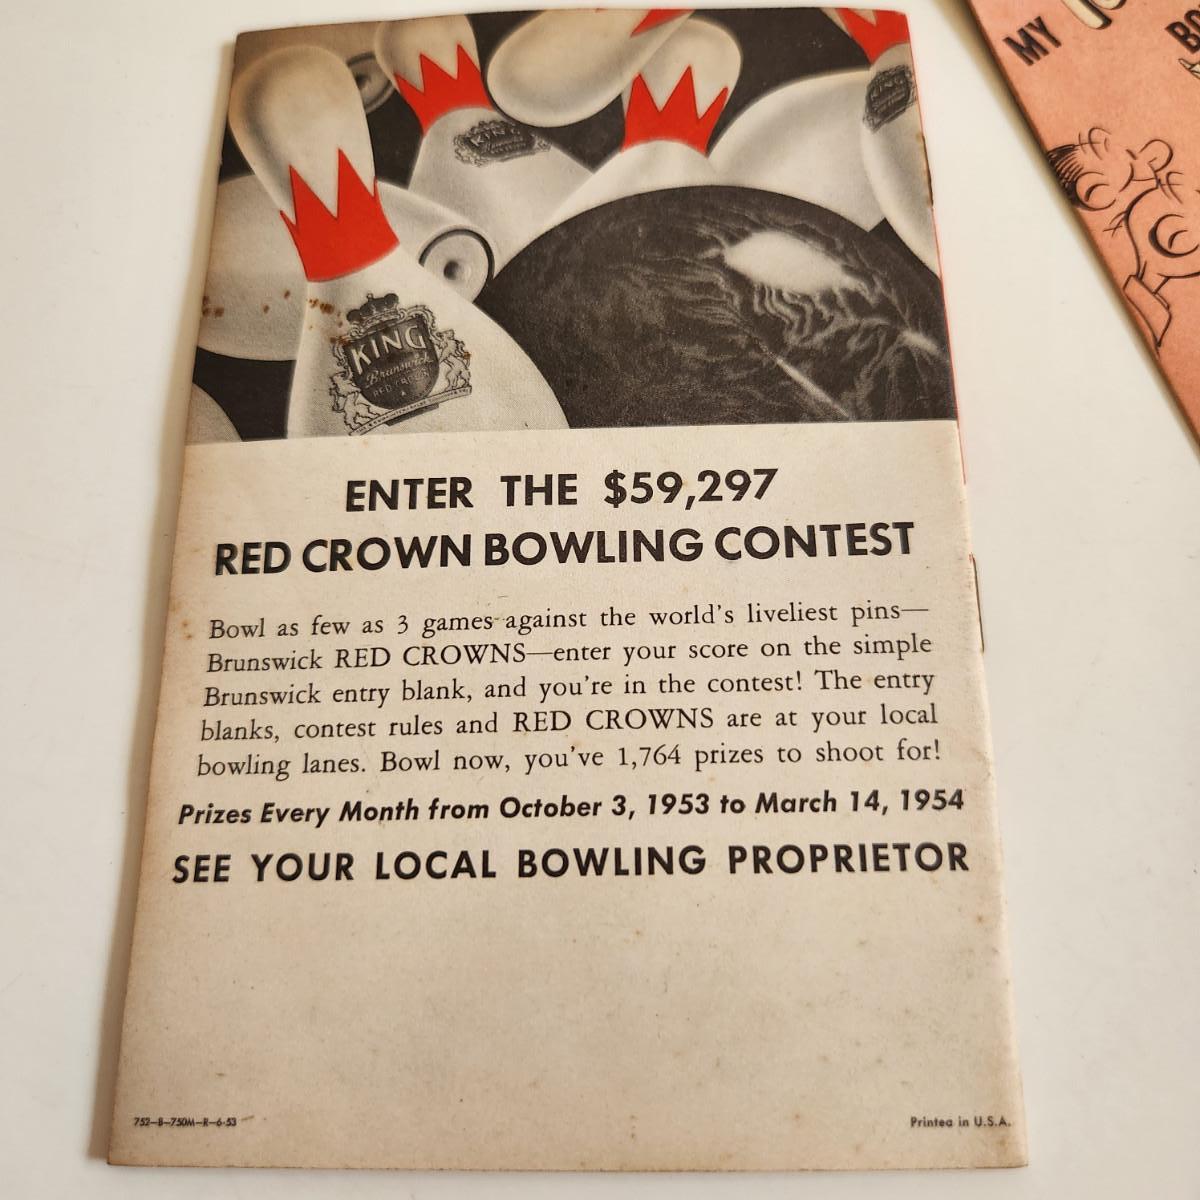 MY
KING
Brunswick
RED CROWN
KING
KING
ENTER THE $59,297
RED CROWN BOWLING CONTEST
Bowl as few as 3 games against the world's liveliest pins—
Brunswick RED CROWNS—enter your score on the simple
Brunswick entry blank, and you're in the contest! The entry
blanks, contest rules and RED CROWNS are at your local
bowling lanes. Bowl now, you've 1,764 prizes to shoot for!
Prizes Every Month from October 3, 1953 to March 14, 1954
SEE YOUR LOCAL BOWLING PROPRIETOR
752—B—750M—R—6-53
Printed in U.S.A.